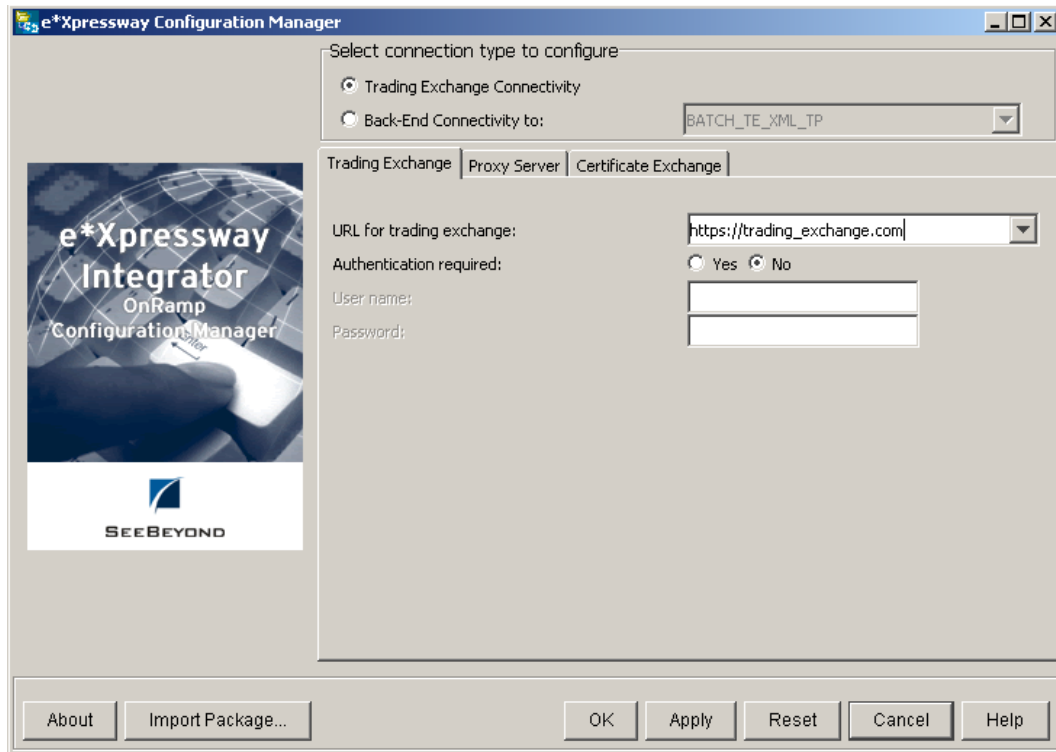 e*Xpressway Configuration Manager
Select connection type to configure
Trading Exchange Connectivity
Back-End Connectivity to:
BATCH_TE_XML_TP
Trading Exchange
Proxy Server
Certificate Exchange
e*Xpressway
Integrator
OnRamp
Configuration Manager
Enter
SEEBEYOND
URL for trading exchange:
https://trading_exchange.com
Authentication required:
Yes
No
User name:
Password:
About
Import Package...
OK
Apply
Reset
Cancel
Help